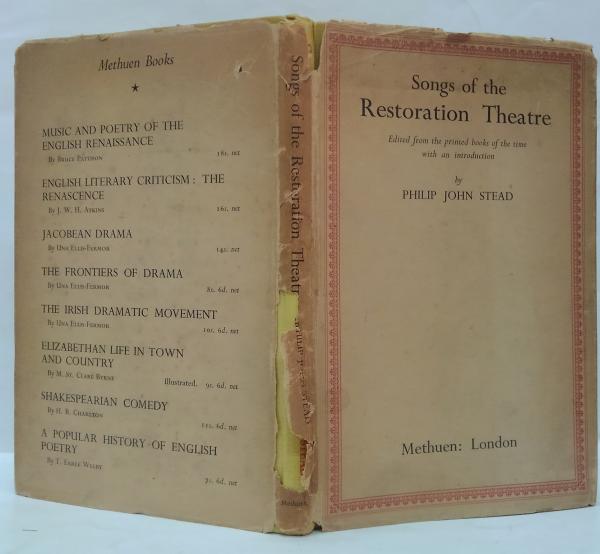 Methuen Books
★
MUSIC AND POETRY OF THE
ENGLISH RENAISSANCE
By Bruce Pattison 18s. net
ENGLISH LITERARY CRITICISM: THE
RENASCENCE
By J. W. H. Atkins 16s. net
JACOBEAN DRAMA
By Una Ellis-Fermor 14s. net
THE FRONTIERS OF DRAMA
By Una Ellis-Fermor 8s. 6d. net
THE IRISH DRAMATIC MOVEMENT
By Una Ellis-Fermor 10s. 6d. net
ELIZABETHAN LIFE IN TOWN
AND COUNTRY
By M. St. Clare Byrne Illustrated. 9s. 6d. net
SHAKESPEARIAN COMEDY
By H. B. Charlton 12s. 6d. net
A POPULAR HISTORY OF ENGLISH
POETRY
By T. Earle Welby 7s. 6d. net
Songs of the Restoration Theatre
PHILIP JOHN STEAD
Methuen
Songs of the
Restoration Theatre
Edited from the printed books of the time
with an introduction
by
PHILIP JOHN STEAD
Methuen: London